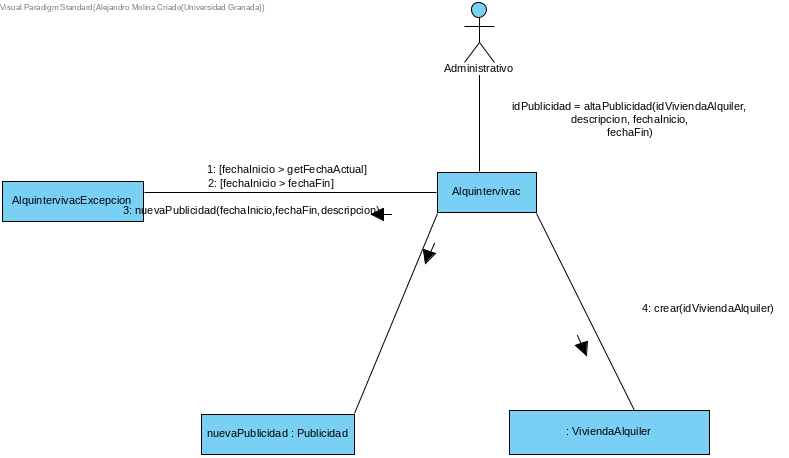 Visual Paradigm Standard(Alejandro Molina Criado(Universidad Granada))
Administrativo
idPublicidad = altaPublicidad(idViviendaAlquiler,
descripcion, fechaInicio,
fechaFin)
1: [fechaInicio > getFechaActual]
2: [fechaInicio > fechaFin]
Alquintervivac
AlquintervivacExcepcion
3: nuevaPublicidad(fechaInicio,fechaFin,descripcion)
4: crear(idViviendaAlquiler)
nuevaPublicidad : Publicidad
: ViviendaAlquiler